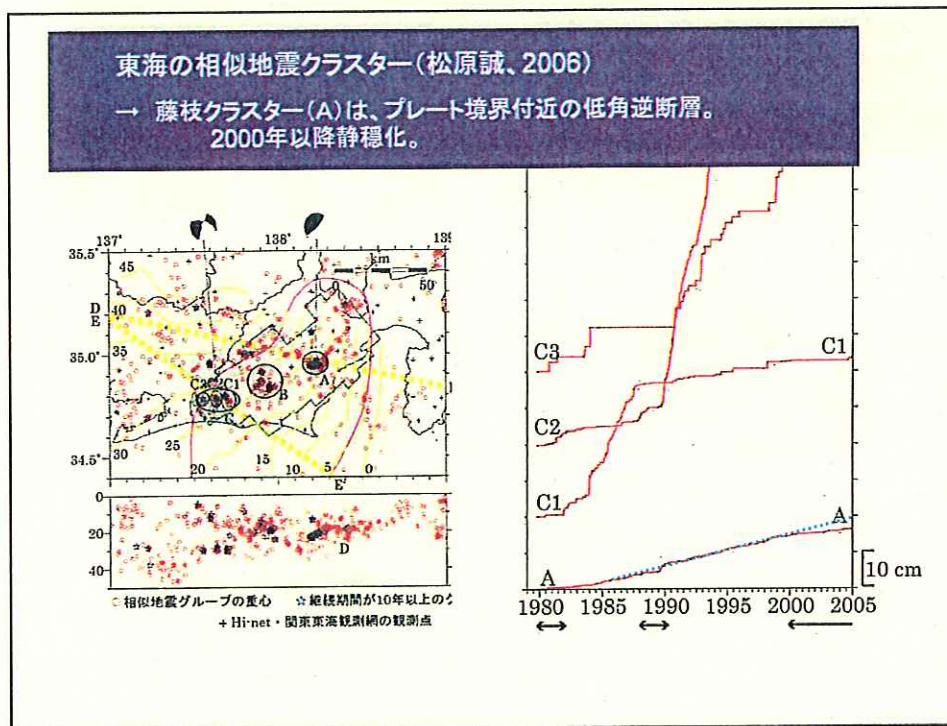 東海の相似地震クラスター(松原誠、2006)
→ 藤枝クラスター(A)は、プレート境界付近の低角逆断層。
2000年以降静穏化。
137° 138° 139
35.5°
km
50
45
D 40
E
35
35.0°
C3 C2 C1
A
B
C
25
34.5°
30
20
15
10
5
0
E'
0
20
40
D
○相似地震グループの重心 ☆継続期間が10年以上の
+ Hi-net・関東東海観測網の観測点
C3
C1
C2
C1
A
A
10 cm
1980 1985 1990 1995 2000 2005